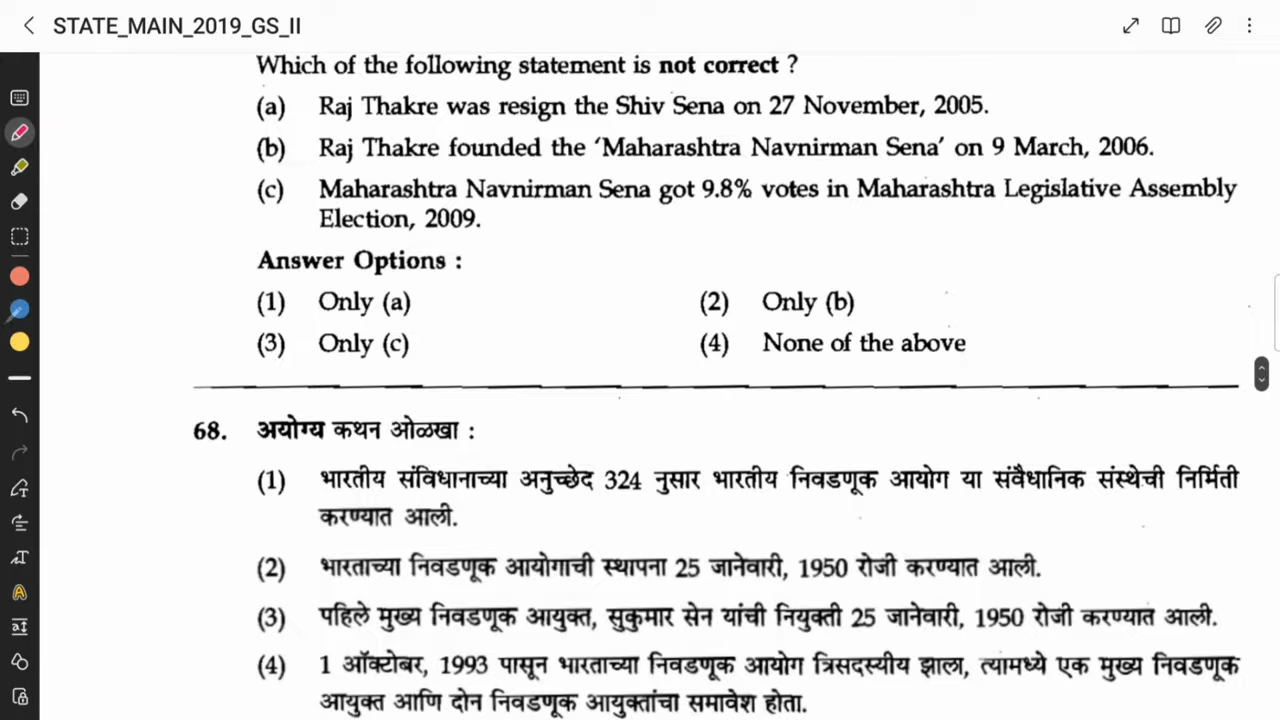 STATE_MAIN_2019_GS_II
Which of the following statement is not correct ?
(a) Raj Thakre was resign the Shiv Sena on 27 November, 2005.
(b) Raj Thakre founded the ‘Maharashtra Navnirman Sena’ on 9 March, 2006.
(c) Maharashtra Navnirman Sena got 9.8% votes in Maharashtra Legislative Assembly
Election, 2009.
Answer Options :
(1) Only (a) (2) Only (b)
(3) Only (c) (4) None of the above
68. अयोग्य कथन ओळखा :
(1) भारतीय संविधानाच्या अनुच्छेद 324 नुसार भारतीय निवडणूक आयोग या संवैधानिक संस्थेची निर्मिती
करण्यात आली.
(2) भारताच्या निवडणूक आयोगाची स्थापना 25 जानेवारी, 1950 रोजी करण्यात आली.
(3) पहिले मुख्य निवडणूक आयुक्त, सुकुमार सेन यांची नियुक्ती 25 जानेवारी, 1950 रोजी करण्यात आली.
(4) 1 ऑक्टोबर, 1993 पासून भारताच्या निवडणूक आयोग त्रिसदस्यीय झाला, त्यामध्ये एक मुख्य निवडणूक
आयुक्त आणि दोन निवडणूक आयुक्तांचा समावेश होता.